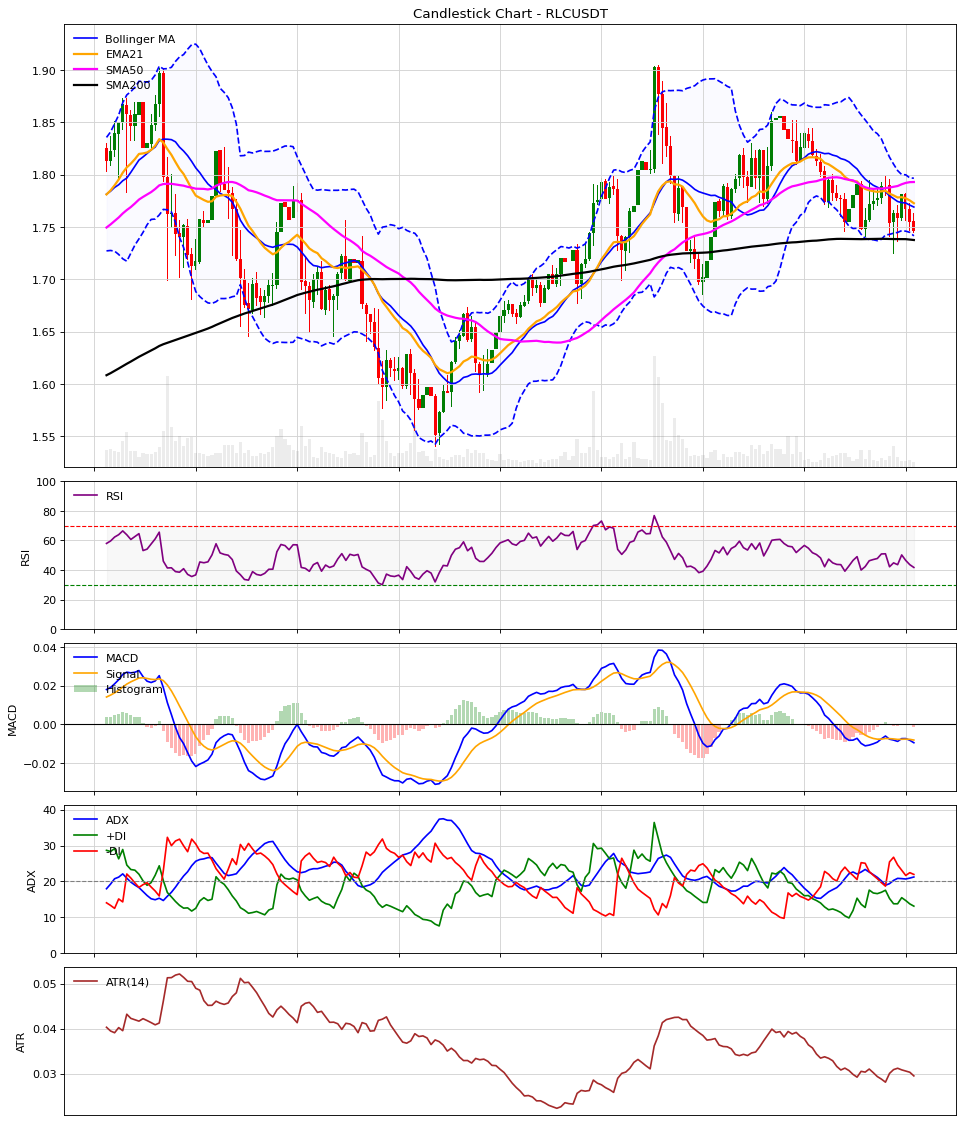 Candlestick Chart - RLCUSDT
Bollinger MA
EMA21
SMA50
SMA200
1.90
1.85
1.80
1.75
1.70
1.65
1.60
1.55
RSI
RSI
100
80
60
40
20
0
MACD
Signal
Histogram
MACD
0.04
0.02
0.00
−0.02
ADX
+DI
-DI
ADX
40
30
20
10
0
ATR(14)
ATR
0.05
0.04
0.03